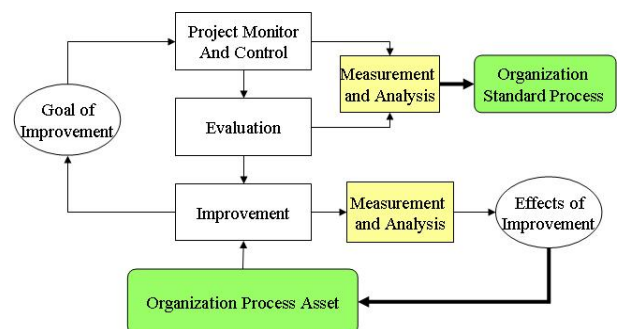 Project Monitor
And Control
Measurement
and Analysis
Organization
Standard Process
Goal of
Improvement
Evaluation
Improvement
Measurement
and Analysis
Effects of
Improvement
Organization Process Asset